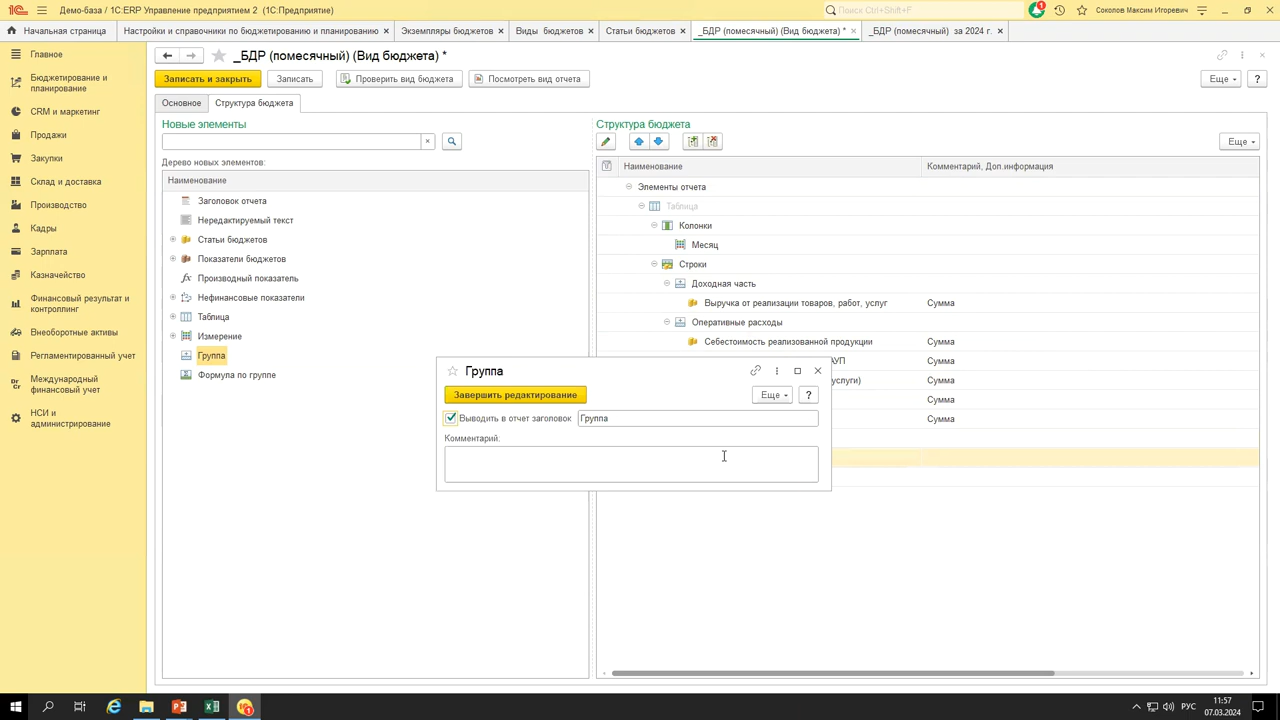 Демо-база / 1C:ERP Управление предприятием 2 (1С:Предприятие)
Поиск Ctrl+Shift+F
1
Соколов Максим Игоревич
Начальная страница
Настройки и справочники по бюджетированию и планированию ×
Экземпляры бюджетов ×
Виды бюджетов ×
Статьи бюджетов ×
_БДР (помесячный) (Вид бюджета) * ×
_БДР (помесячный) за 2024 г. ×
Главное
Бюджетирование и
планирование
CRM и маркетинг
Продажи
Закупки
Склад и доставка
Производство
Кадры
Зарплата
Казначейство
Финансовый результат и
контроллинг
Внеоборотные активы
Регламентированный учет
Международный
финансовый учет
НСИ и
администрирование
_БДР (помесячный) (Вид бюджета) *
Записать и закрыть
Записать
Проверить вид бюджета
Посмотреть вид отчета
Еще
?
Основное
Структура бюджета
Новые элементы
Дерево новых элементов:
Наименование
Заголовок отчета
Нередактируемый текст
Статьи бюджетов
Показатели бюджетов
fx Производный показатель
Нефинансовые показатели
Таблица
Измерение
Группа
Формула по группе
Структура бюджета
Еще
Наименование
Комментарий, Доп.информация
Элементы отчета
Таблица
Колонки
Месяц
Строки
Доходная часть
Выручка от реализации товаров, работ, услуг
Сумма
Оперативные расходы
Себестоимость реализованной продукции
Сумма
АУП
Сумма
услуги)
Сумма
Сумма
Сумма
Группа
Завершить редактирование
Еще
?
Выводить в отчет заголовок
Группа
Комментарий:
РУС
11:57
07.03.2024